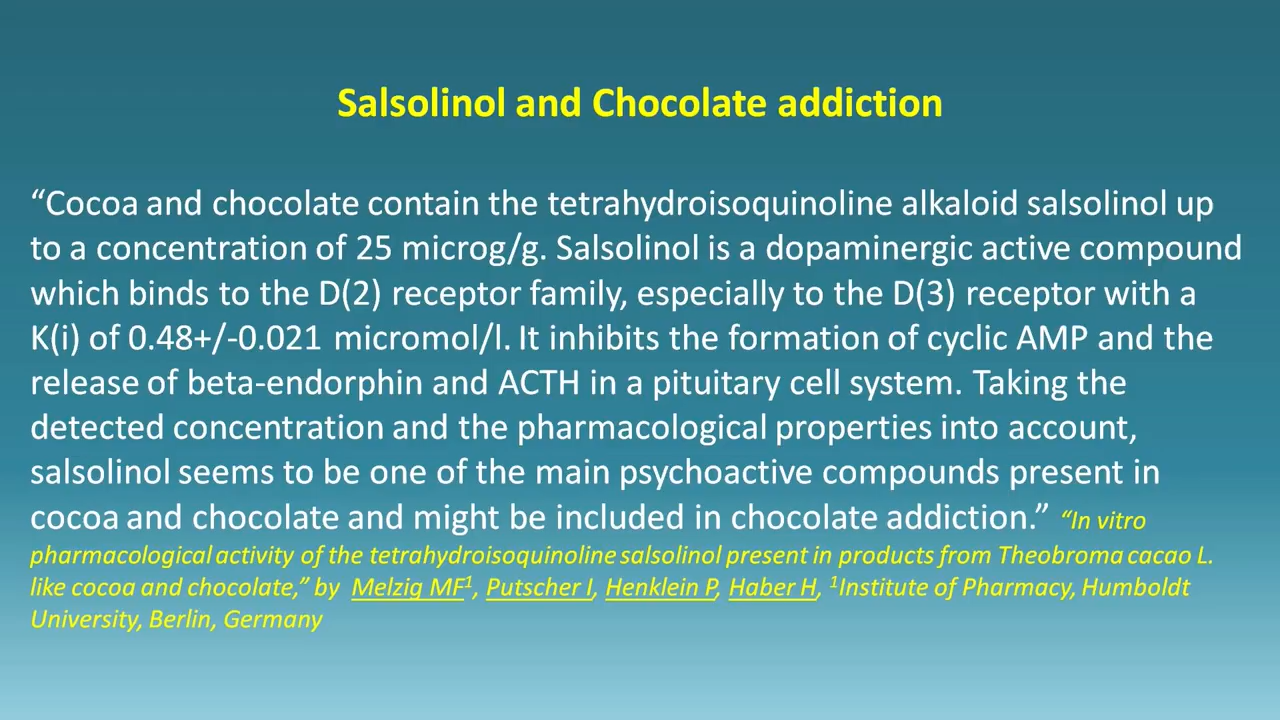 Salsolinol and Chocolate addiction
“Cocoa and chocolate contain the tetrahydroisoquinoline alkaloid salsolinol up
to a concentration of 25 microg/g. Salsolinol is a dopaminergic active compound
which binds to the D(2) receptor family, especially to the D(3) receptor with a
K(i) of 0.48+/-0.021 micromol/l. It inhibits the formation of cyclic AMP and the
release of beta-endorphin and ACTH in a pituitary cell system. Taking the
detected concentration and the pharmacological properties into account,
salsolinol seems to be one of the main psychoactive compounds present in
cocoa and chocolate and might be included in chocolate addiction.” “In vitro
pharmacological activity of the tetrahydroisoquinoline salsolinol present in products from Theobroma cacao L.
like cocoa and chocolate,” by Melzig MF¹, Putscher I, Henklein P, Haber H, ¹Institute of Pharmacy, Humboldt
University, Berlin, Germany